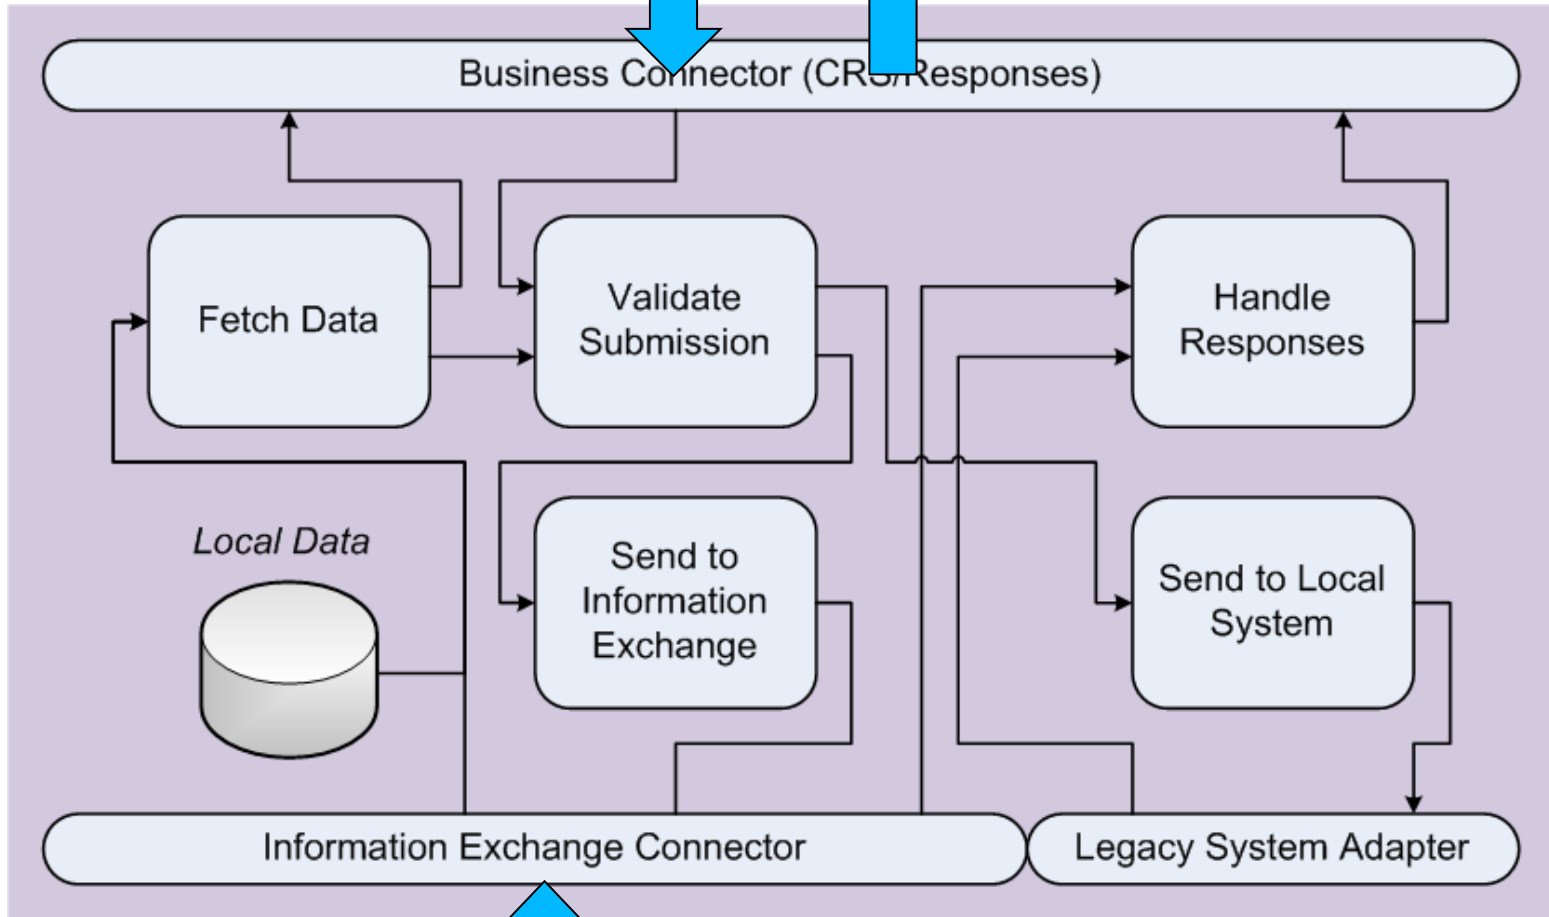 Business Connector (CRS/Responses)
Fetch Data
Validate
Submission
Handle
Responses
Local Data
Send to
Information
Exchange
Send to Local
System
Information Exchange Connector
Legacy System Adapter